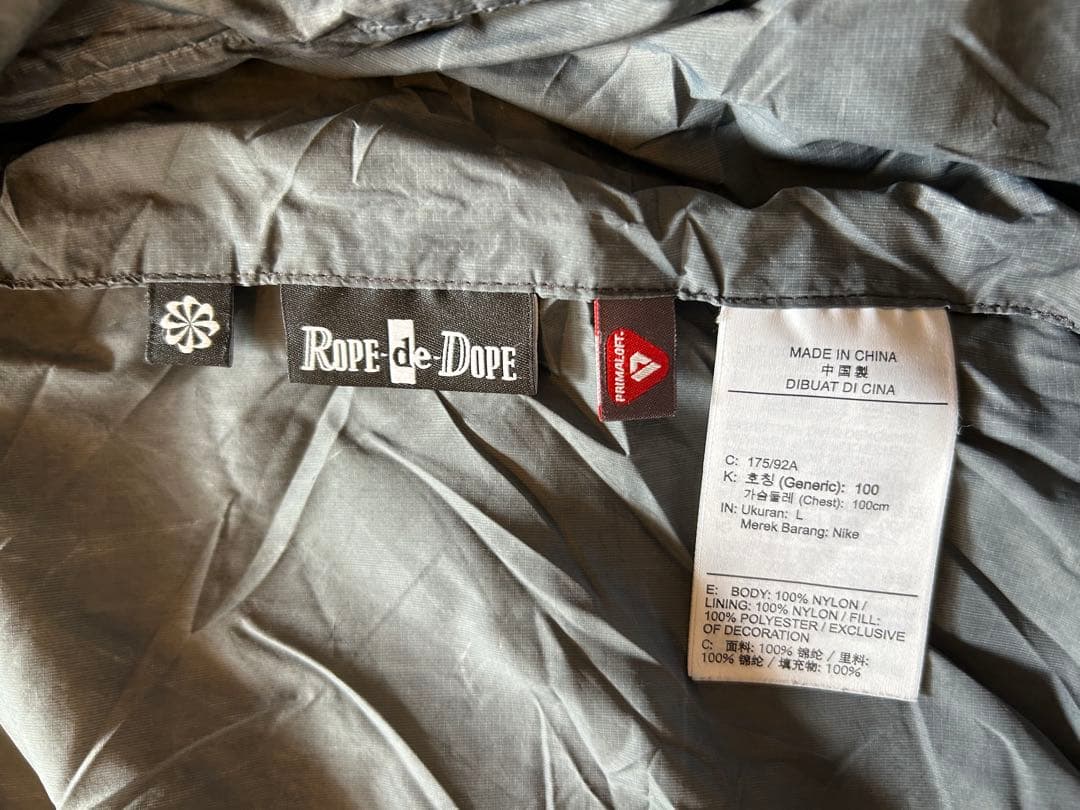 ROPE-de-DOPE
PRIMALOFT.
MADE IN CHINA
中国製
DIBUAT DI CINA
C: 175/92A
K: 호칭 (Generic): 100
가슴둘레 (Chest): 100cm
IN: Ukuran: L
Merek Barang: Nike
E: BODY: 100% NYLON /
LINING: 100% NYLON / FILL:
100% POLYESTER / EXCLUSIVE
OF DECORATION
C: 面料: 100% 锦纶 / 里料:
100% 锦纶 / 填充物: 100%